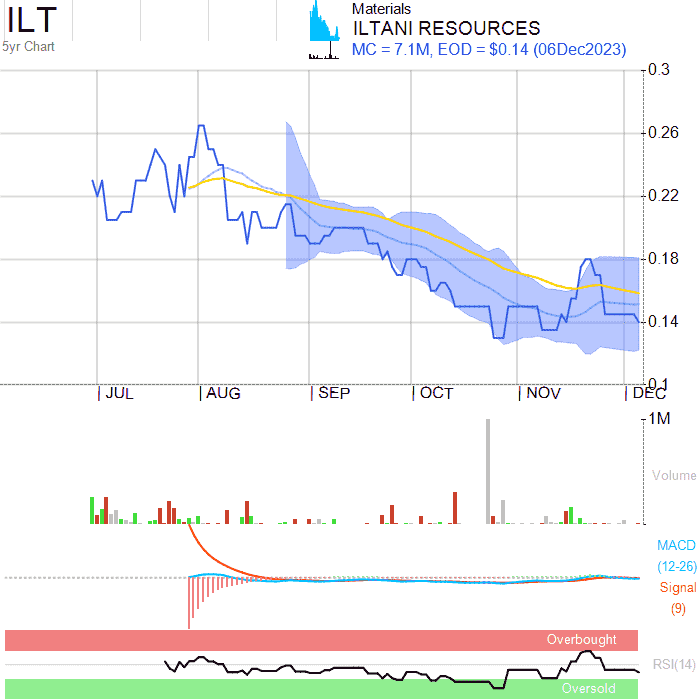 ILT
5yr Chart
Materials
ILTANI RESOURCES
MC = 7.1M, EOD = $0.14 (06Dec2023)
0.3
0.26
0.22
0.18
0.14
0.1
JUL AUG SEP OCT NOV DEC
1M
Volume
MACD
(12-26)
Signal
(9)
Overbought
RSI(14)
Oversold